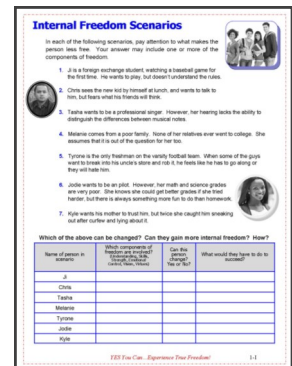 Internal Freedom Scenarios
In each of the following scenarios, pay attention to what makes the
person less free. Your answer may include one or more of the
components of freedom.
1. Ji is a foreign exchange student, watching a baseball game for
the first time. He wants to play, but doesn't understand the rules.
2. Chris sees the new kid by himself at lunch, and wants to talk to
him, but fears what his friends will think.
3. Tasha wants to be a professional singer. However, her hearing lacks the ability to
distinguish the differences between musical notes.
4. Melanie comes from a poor family. None of her relatives ever went to college. She
assumes that it is out of the question for her too.
5. Tyrone is the only freshman on the varsity football team. When some of the guys
want to break into his uncle's store and rob it, he feels like he has to go along or
they will hate him.
6. Jodie wants to be an pilot. However, her math and science grades
are very poor. She knows she could get better grades if she tried
harder, but there is always something more fun to do than homework.
7. Kyle wants his mother to trust him, but twice she caught him sneaking
out after curfew and lying about it.
Which of the above can be changed? Can they gain more internal freedom? How?
Name of person in
scenario
Which components of
freedom are involved?
(Understanding, Skills,
Strength, Emotional
Control, Vision, Virtues)
Can this
person
change?
Yes or No?
What would they have to do to
succeed?
Ji
Chris
Tasha
Melanie
Tyrone
Jodie
Kyle
YES You Can...Experience True Freedom!
1-1